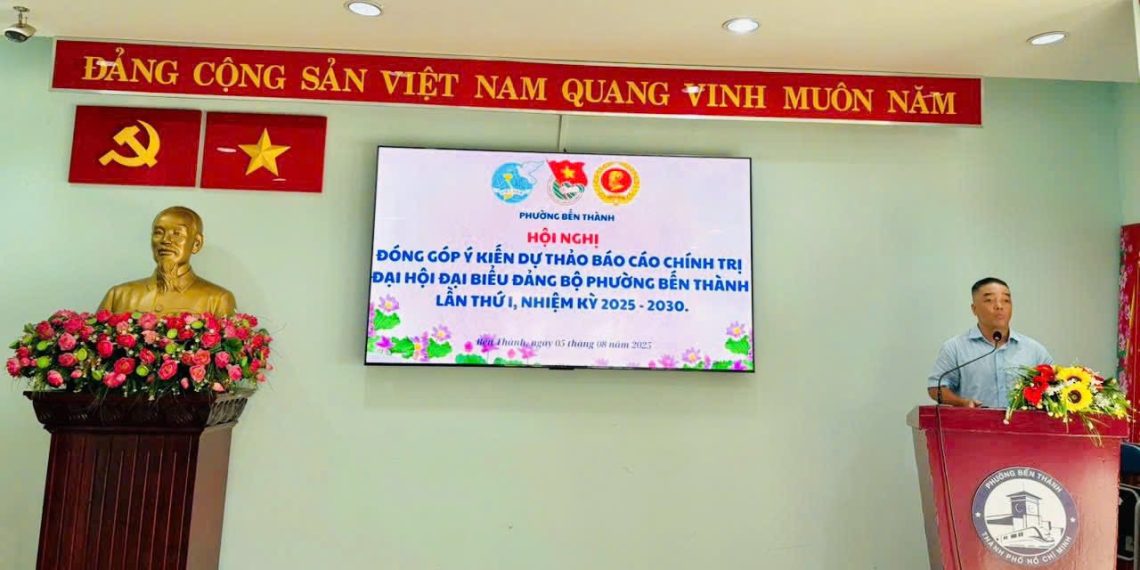 ĐẢNG CỘNG SẢN VIỆT NAM QUANG VINH MUÔN NĂM
PHƯỜNG BẾN THÀNH
HỘI NGHỊ
ĐÓNG GÓP Ý KIẾN DỰ THẢO BÁO CÁO CHÍNH TRỊ
ĐẠI HỘI ĐẠI BIỂU ĐẢNG BỘ PHƯỜNG BẾN THÀNH
LẦN THỨ I, NHIỆM KỲ 2025 - 2030.
Bến Thành, ngày 05 tháng 08 năm 2025
PHƯỜNG BẾN THÀNH
THÀNH PHỐ HỒ CHÍ MINH